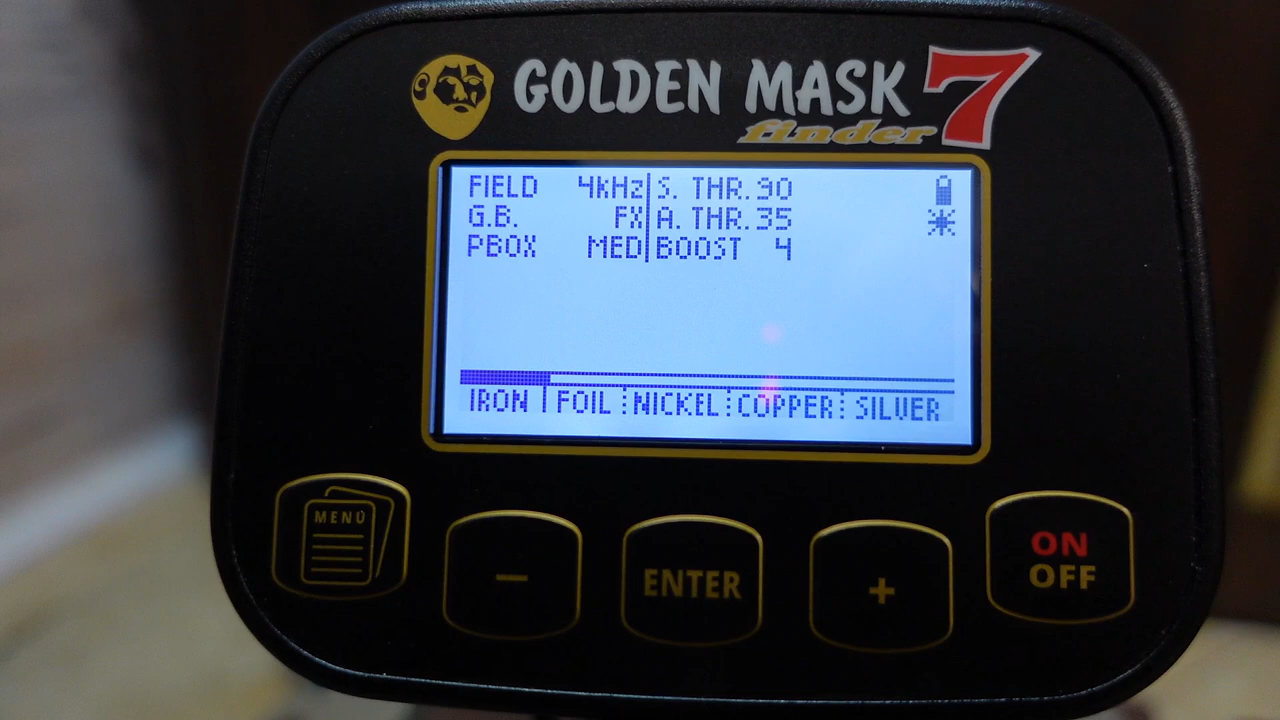 GOLDEN MASK 7
finder
FIELD 4kHz S. THR. 90
G.B. FX A. THR. 35
PBOX MED BOOST 4
IRON FOIL NICKEL COPPER SILVER
MENU
- ENTER +
ON
OFF